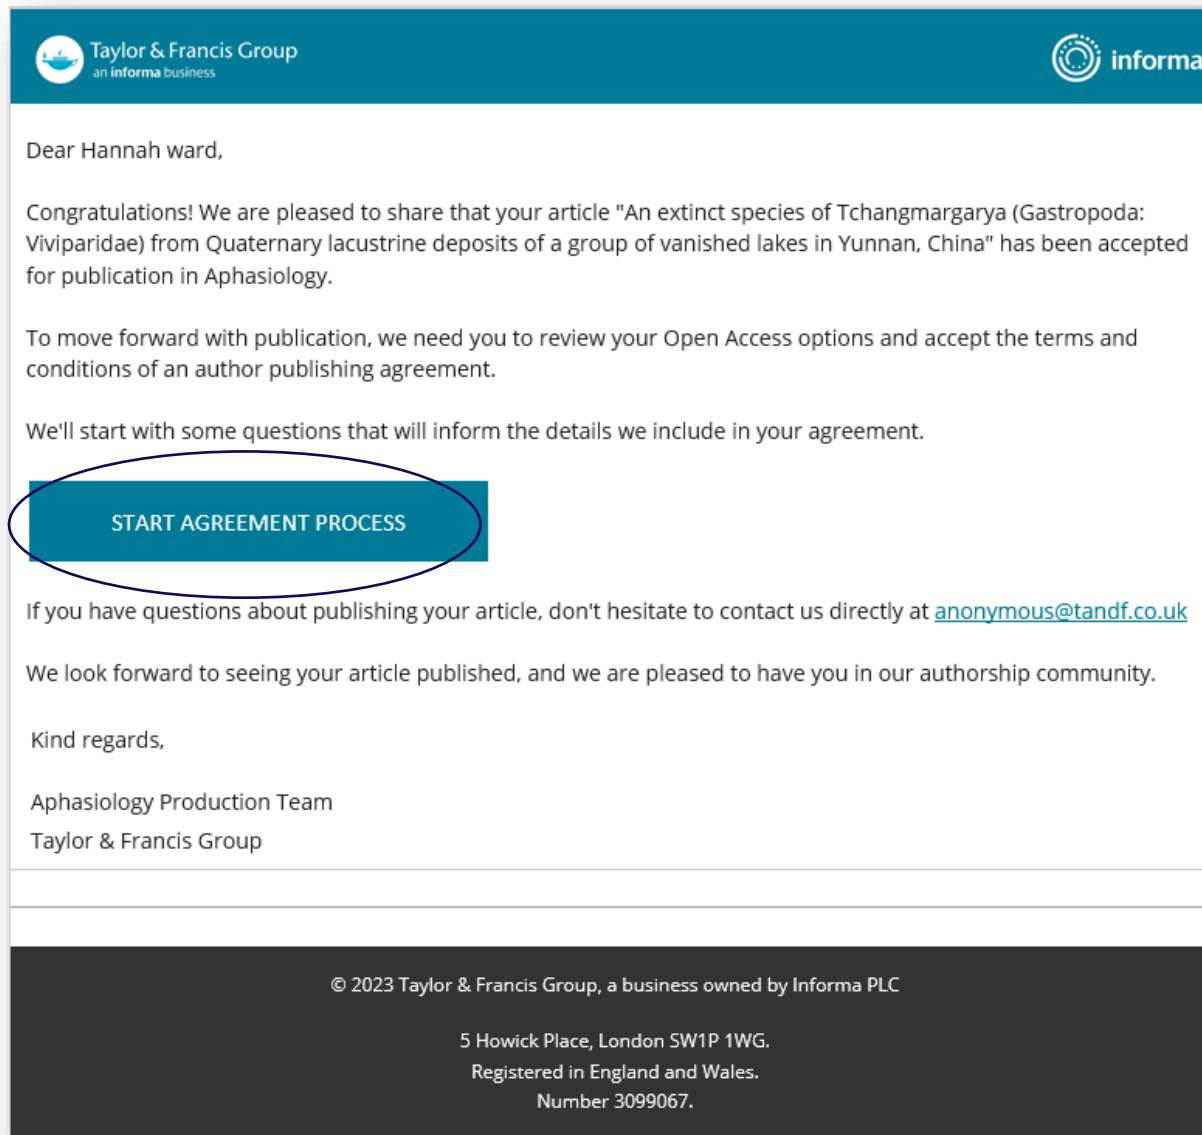 Taylor & Francis Group
an informa business
informa
Dear Hannah ward,
Congratulations! We are pleased to share that your article "An extinct species of Tchangmargarya (Gastropoda:
Viviparidae) from Quaternary lacustrine deposits of a group of vanished lakes in Yunnan, China" has been accepted
for publication in Aphasiology.
To move forward with publication, we need you to review your Open Access options and accept the terms and
conditions of an author publishing agreement.
We'll start with some questions that will inform the details we include in your agreement.
START AGREEMENT PROCESS
If you have questions about publishing your article, don't hesitate to contact us directly at anonymous@tandf.co.uk
We look forward to seeing your article published, and we are pleased to have you in our authorship community.
Kind regards,
Aphasiology Production Team
Taylor & Francis Group
© 2023 Taylor & Francis Group, a business owned by Informa PLC
5 Howick Place, London SW1P 1WG.
Registered in England and Wales.
Number 3099067.